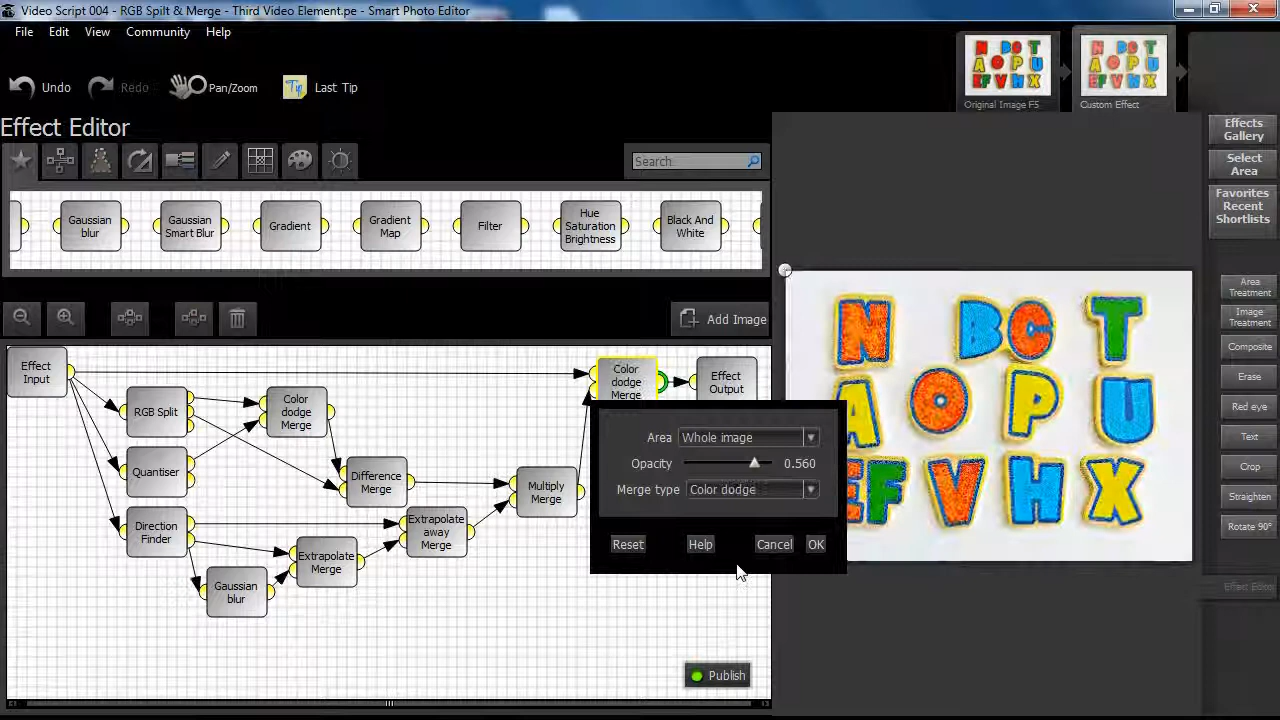 Video Script 004 - RGB Spilt & Merge - Third Video Element.pe - Smart Photo Editor
File Edit View Community Help
Undo Redo Pan/Zoom Tip Last Tip
Original Image F5
Custom Effect
Effect Editor
Search
Gaussian
blur
Gaussian
Smart Blur
Gradient
Gradient
Map
Filter
Hue
Saturation
Brightness
Black And
White
Add Image
Effect
Input
RGB Split
Color
dodge
Merge
Quantiser
Difference
Merge
Direction
Finder
Extrapolate
away
Merge
Extrapolate
Merge
Gaussian
blur
Multiply
Merge
Color
dodge
Merge
Effect
Output
Area Whole image
Opacity 0.560
Merge type Color dodge
Reset Help Cancel OK
Publish
N B C T
A O P U
E F V H X
Effects
Gallery
Select
Area
Favorites
Recent
Shortlists
Area
Treatment
Image
Treatment
Composite
Erase
Red eye
Text
Crop
Straighten
Rotate 90°
Effect Editor